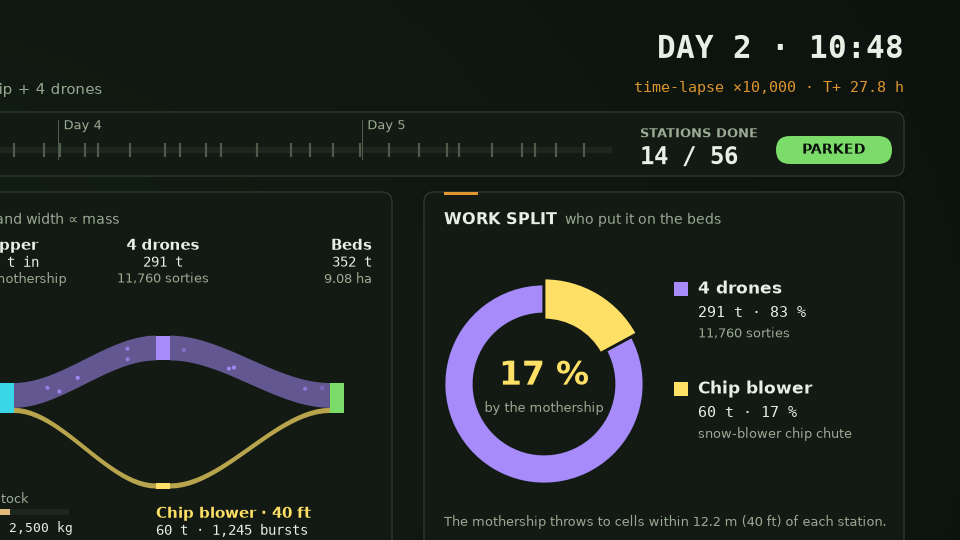 DAY 2 · 10:48
ip + 4 drones
time-lapse ×10,000 · T+ 27.8 h
Day 4
Day 5
STATIONS DONE
14 / 56
PARKED
and width ∝ mass
pper
t in
mothership
4 drones
291 t
11,760 sorties
Beds
352 t
9.08 ha
tock
2,500 kg
Chip blower · 40 ft
60 t · 1,245 bursts
WORK SPLIT who put it on the beds
17 %
by the mothership
4 drones
291 t · 83 %
11,760 sorties
Chip blower
60 t · 17 %
snow-blower chip chute
The mothership throws to cells within 12.2 m (40 ft) of each station.